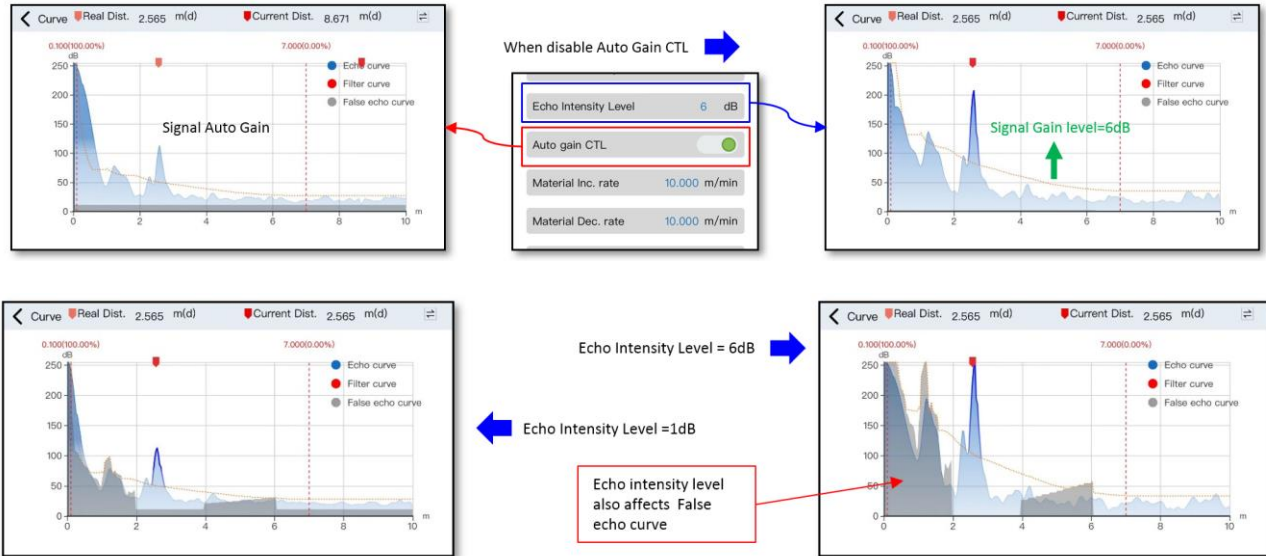 Curve Real Dist. 2.565 m(d) Current Dist. 8.671 m(d)
0.100(100.00%) 7.000(0.00%)
dB
250
200
150
100
50
0
Echo curve
Filter curve
False echo curve
Signal Auto Gain
0 2 4 6 8 10 m
When disable Auto Gain CTL
Echo Intensity Level 6 dB
Auto gain CTL
Material Inc. rate 10.000 m/min
Material Dec. rate 10.000 m/min
Curve Real Dist. 2.565 m(d) Current Dist. 2.565 m(d)
0.100(100.00%) 7.000(0.00%)
dB
250
200
150
100
50
0
Echo curve
Filter curve
False echo curve
Signal Gain level=6dB
0 2 4 6 8 10 m
Curve Real Dist. 2.565 m(d) Current Dist. 2.565 m(d)
0.100(100.00%) 7.000(0.00%)
dB
250
200
150
100
50
0
Echo curve
Filter curve
False echo curve
0 2 4 6 8 10 m
Echo Intensity Level = 6dB
Echo Intensity Level =1dB
Echo intensity level
also affects False
echo curve
Curve Real Dist. 2.565 m(d) Current Dist. 2.565 m(d)
0.100(100.00%) 7.000(0.00%)
dB
250
200
150
100
50
0
Echo curve
Filter curve
False echo curve
0 2 4 6 8 10 m